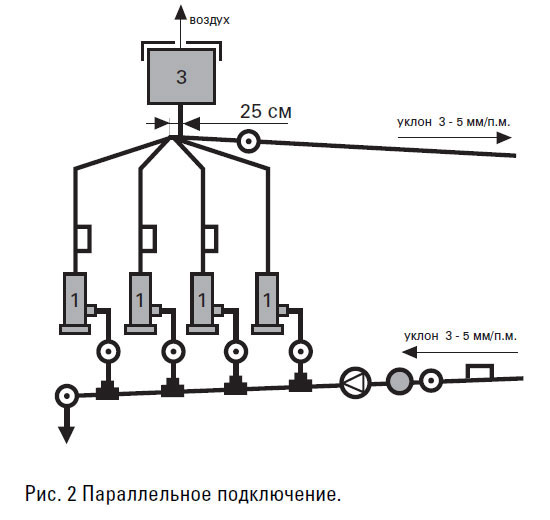 воздух
3
25 см
уклон 3 - 5 мм/п.м.
1 1 1 1
уклон 3 - 5 мм/п.м.
Рис. 2 Параллельное подключение.